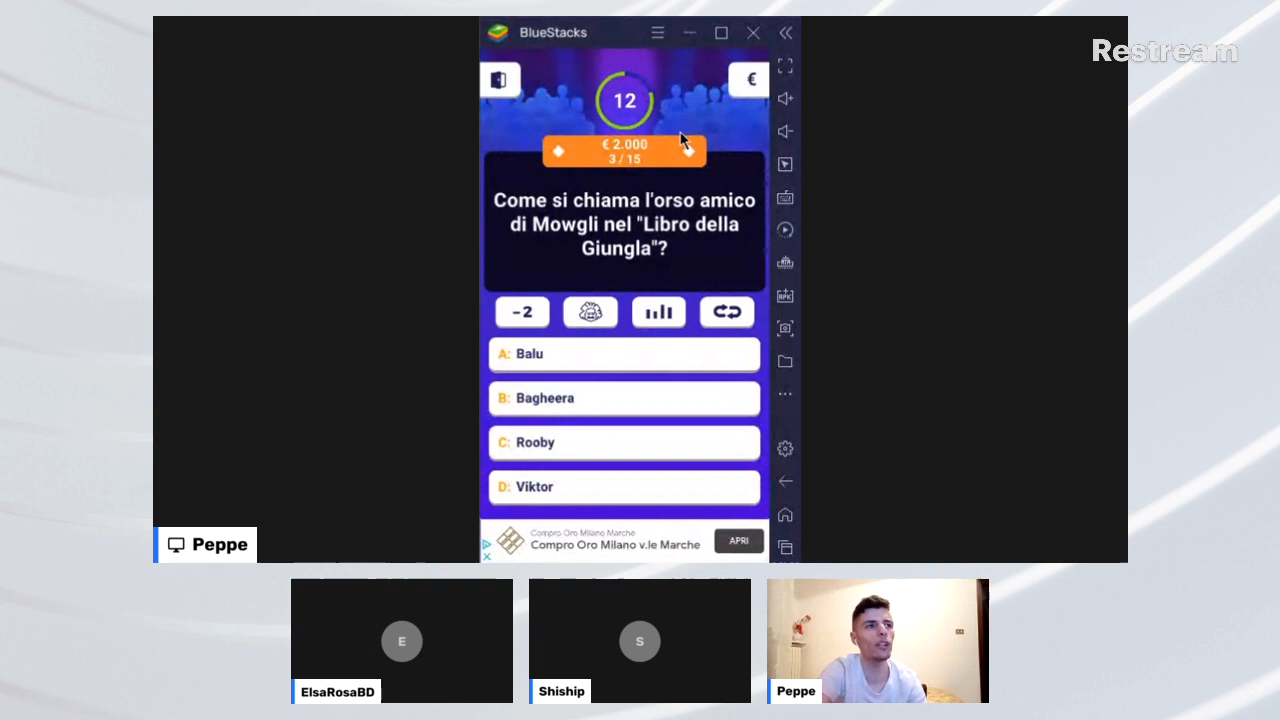 BlueStacks
Restream
€
12
€ 2.000
3 / 15
Come si chiama l'orso amico
di Mowgli nel "Libro della
Giungla"?
-2
A: Balu
B: Bagheera
C: Rooby
D: Viktor
Compro Oro Milano Marche
Compro Oro Milano v.le Marche
APRI
Peppe
E
S
ElsaRosaBD
Shiship
Peppe